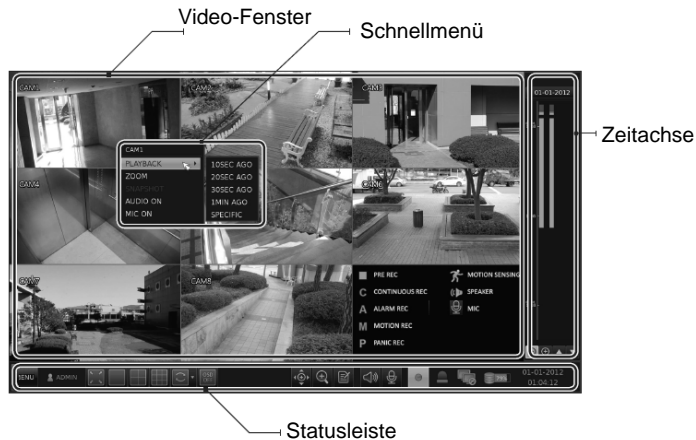 Video-Fenster
Schnellmenü
Zeitachse
CAM1
CAM2
CAM3
01-01-2012
CAM1
PLAYBACK
ZOOM
SNAPSHOT
AUDIO ON
MIC ON
10SEC AGO
20SEC AGO
30SEC AGO
1MIN AGO
SPECIFIC
CAM4
CAM6
CAM7
CAM8
PRE REC
C CONTINUOUS REC
A ALARM REC
M MOTION REC
P PANIC REC
MOTION SENSING
SPEAKER
MIC
MENU
ADMIN
01-01-2012
01:04:12
Statusleiste